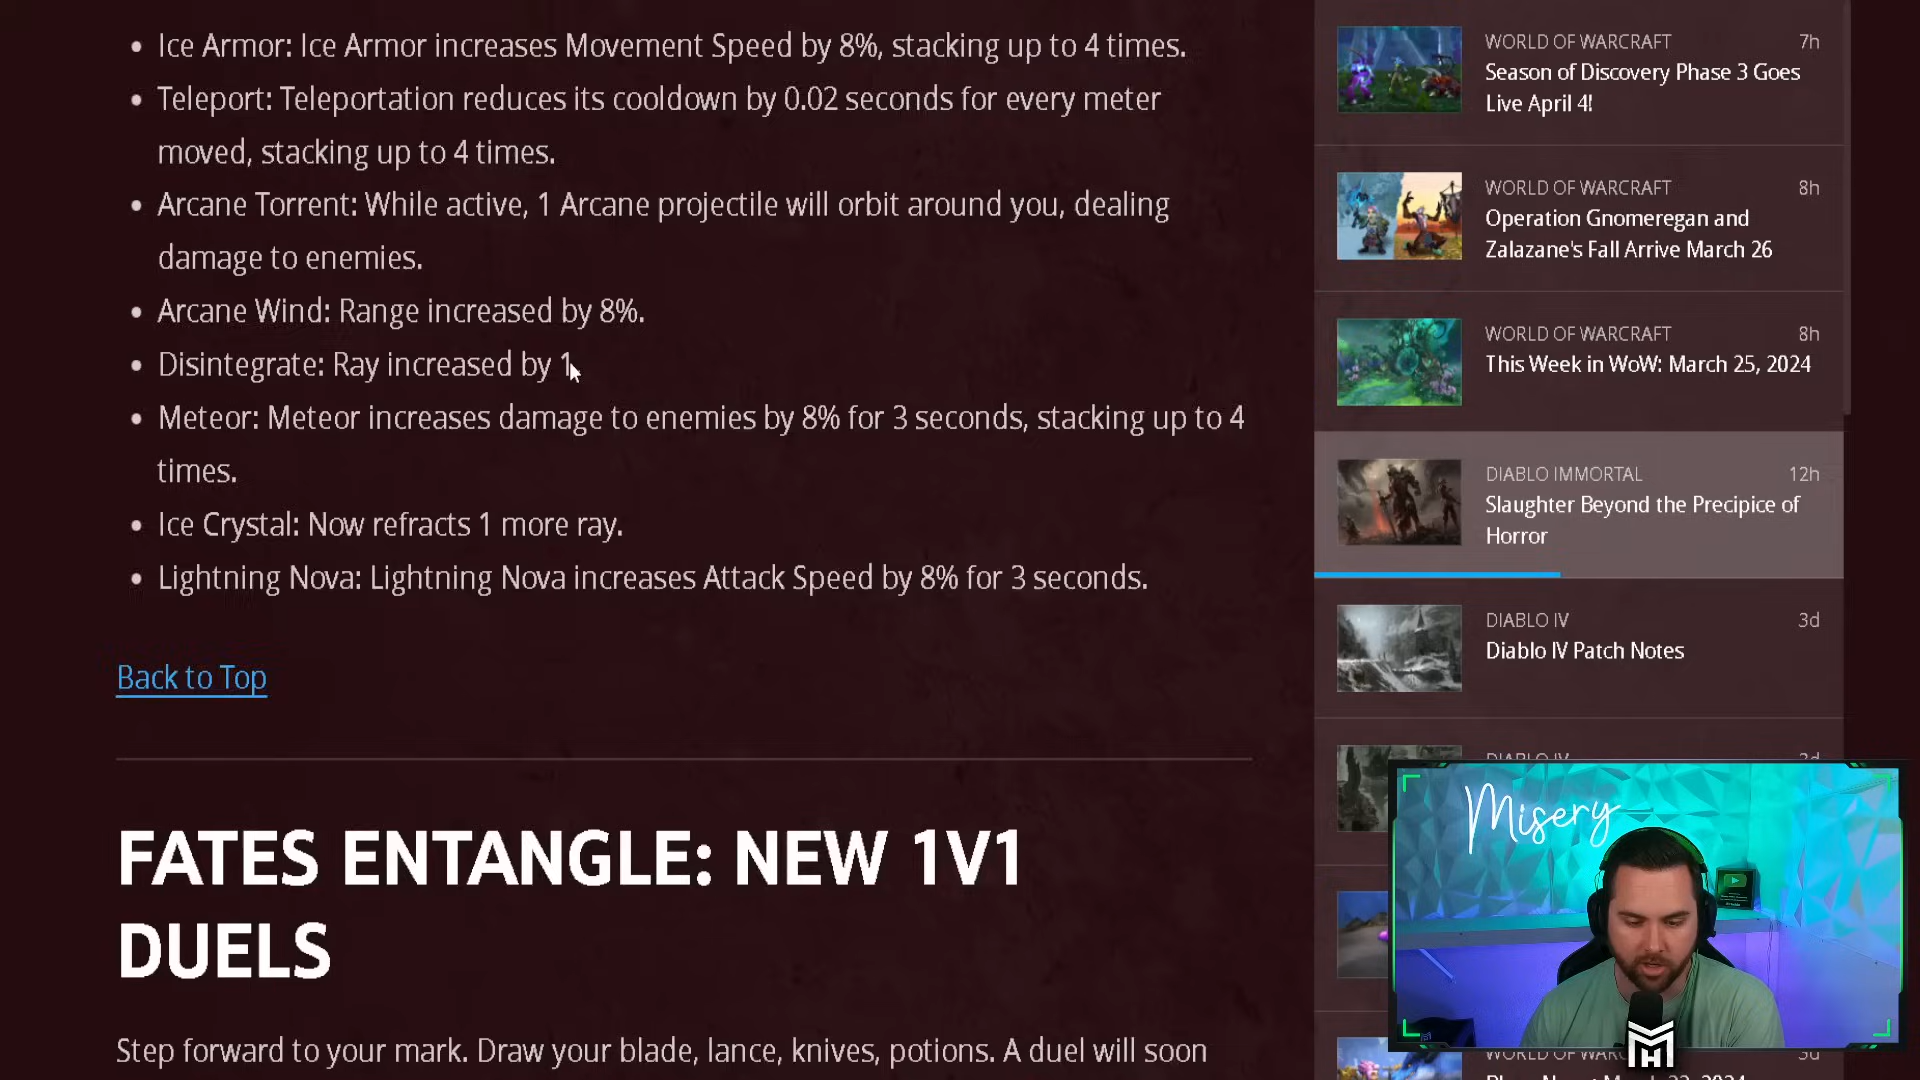 Ice Armor: Ice Armor increases Movement Speed by 8%, stacking up to 4 times.
Teleport: Teleportation reduces its cooldown by 0.02 seconds for every meter
moved, stacking up to 4 times.
Arcane Torrent: While active, 1 Arcane projectile will orbit around you, dealing
damage to enemies.
Arcane Wind: Range increased by 8%.
Disintegrate: Ray increased by 1
Meteor: Meteor increases damage to enemies by 8% for 3 seconds, stacking up to 4
times.
Ice Crystal: Now refracts 1 more ray.
Lightning Nova: Lightning Nova increases Attack Speed by 8% for 3 seconds.
Back to Top
FATES ENTANGLE: NEW 1V1
DUELS
Step forward to your mark. Draw your blade, lance, knives, potions. A duel will soon
WORLD OF WARCRAFT 7h
Season of Discovery Phase 3 Goes
Live April 4!
WORLD OF WARCRAFT 8h
Operation Gnomeregan and
Zalazane's Fall Arrive March 26
WORLD OF WARCRAFT 8h
This Week in WoW: March 25, 2024
DIABLO IMMORTAL 12h
Slaughter Beyond the Precipice of
Horror
DIABLO IV 3d
Diablo IV Patch Notes
DIABLO IV 3d
Misery